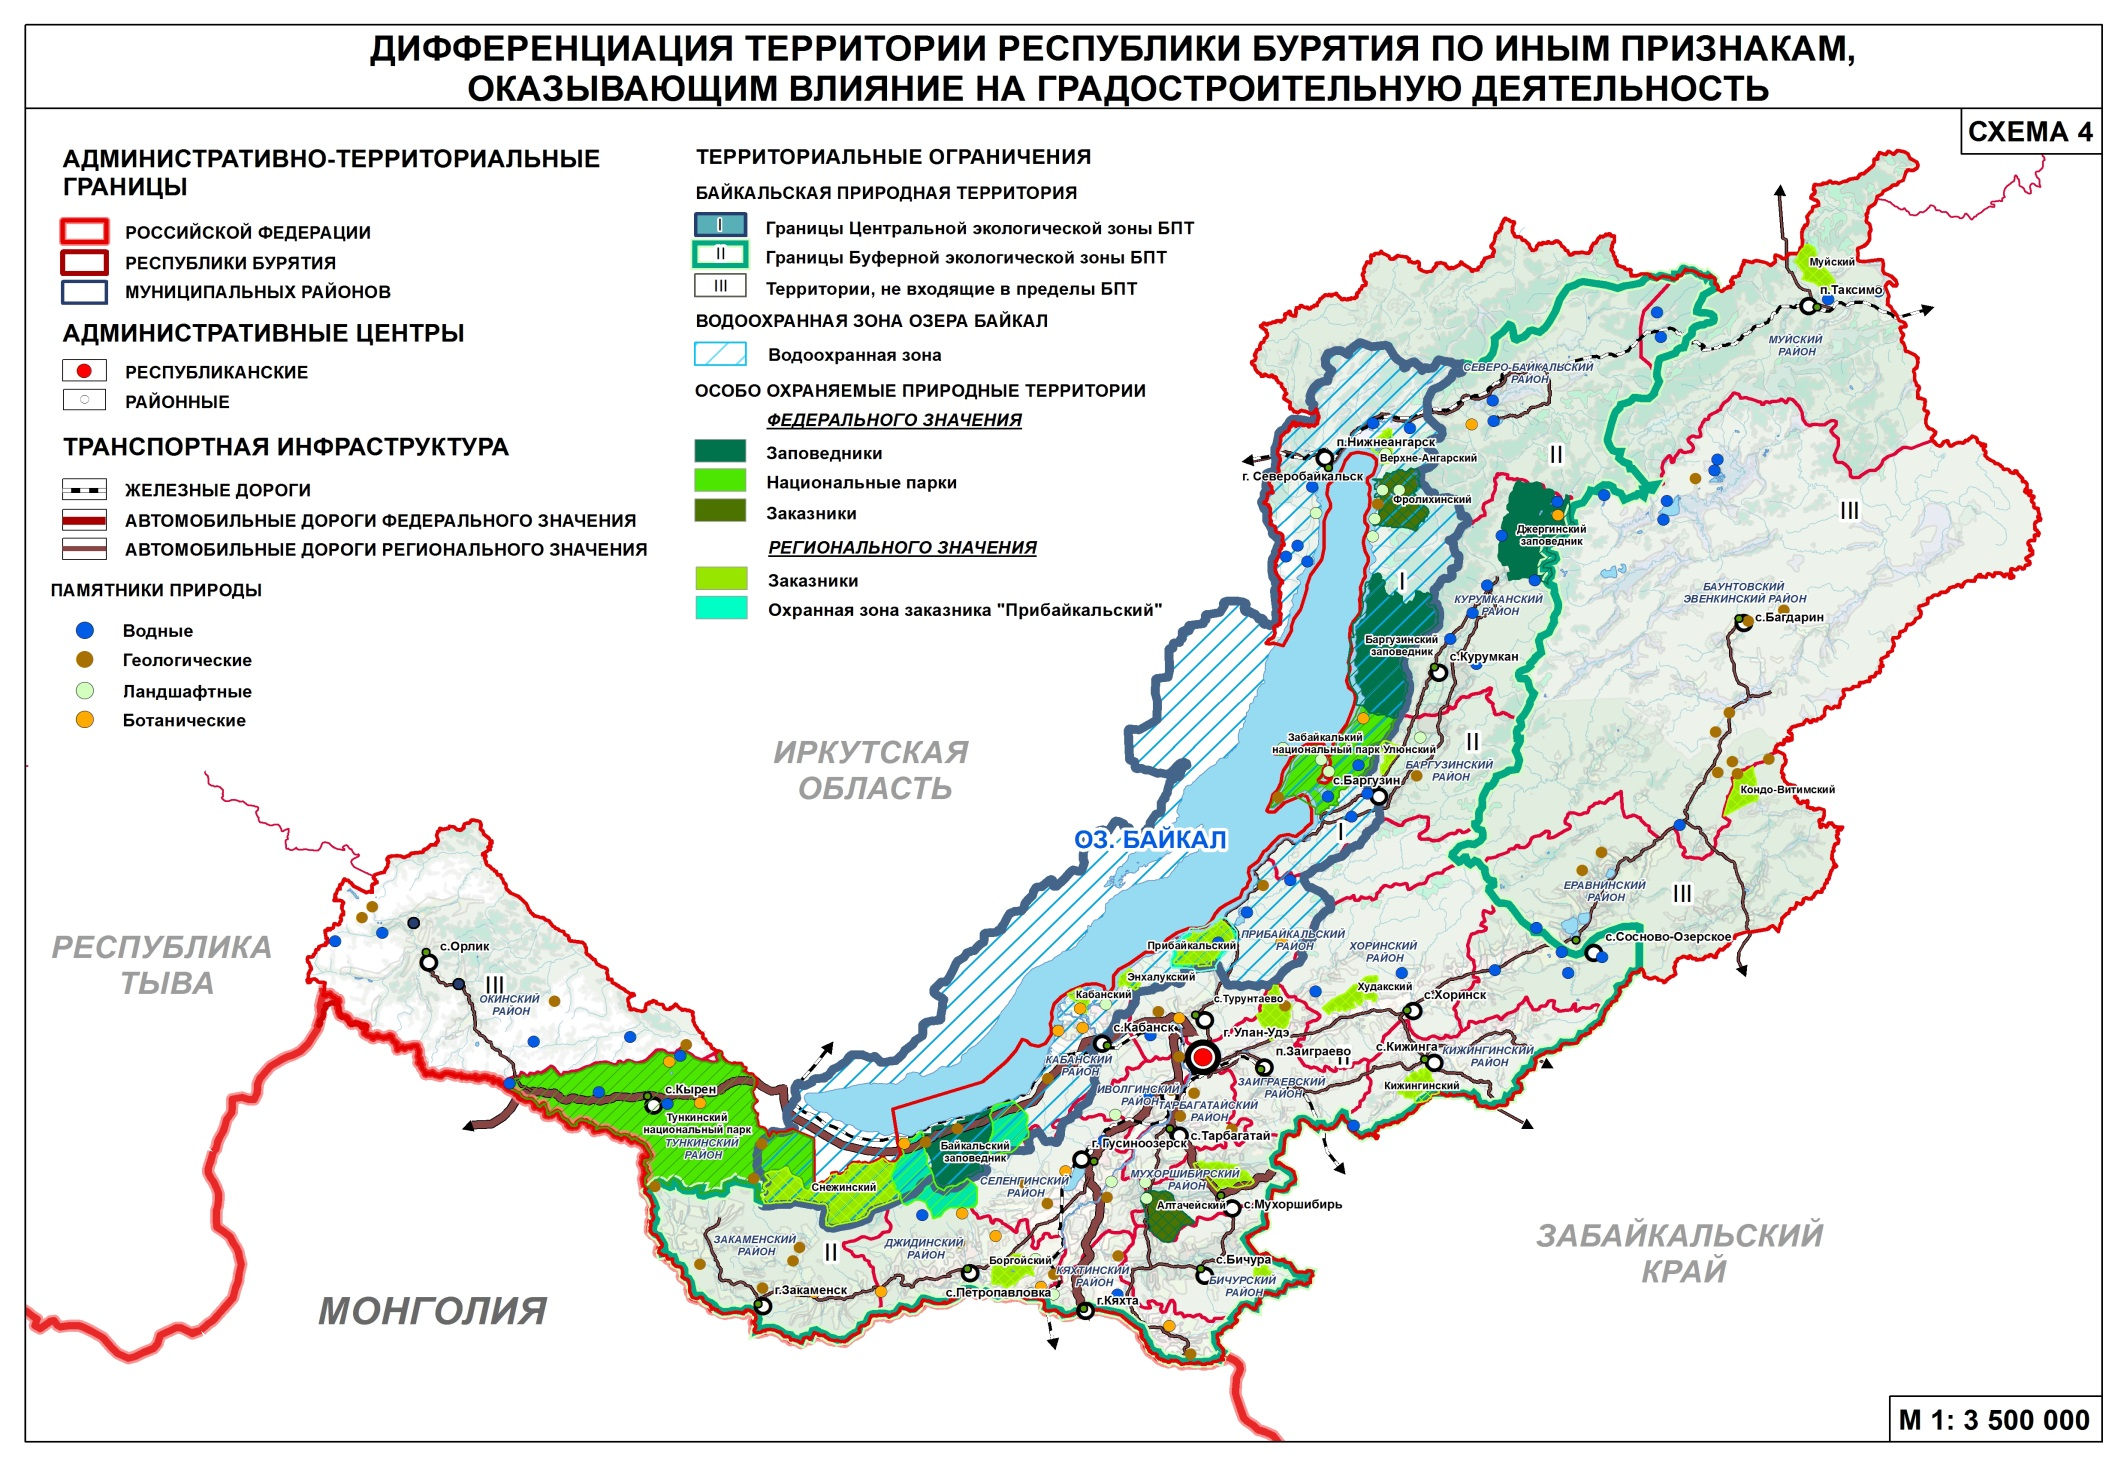 ДИФФЕРЕНЦИАЦИЯ ТЕРРИТОРИИ РЕСПУБЛИКИ БУРЯТИЯ ПО ИНЫМ ПРИЗНАКАМ,
ОКАЗЫВАЮЩИМ ВЛИЯНИЕ НА ГРАДОСТРОИТЕЛЬНУЮ ДЕЯТЕЛЬНОСТЬ
СХЕМА 4
АДМИНИСТРАТИВНО-ТЕРРИТОРИАЛЬНЫЕ
ГРАНИЦЫ
РОССИЙСКОЙ ФЕДЕРАЦИИ
РЕСПУБЛИКИ БУРЯТИЯ
МУНИЦИПАЛЬНЫХ РАЙОНОВ
АДМИНИСТРАТИВНЫЕ ЦЕНТРЫ
РЕСПУБЛИКАНСКИЕ
РАЙОННЫЕ
ТРАНСПОРТНАЯ ИНФРАСТРУКТУРА
ЖЕЛЕЗНЫЕ ДОРОГИ
АВТОМОБИЛЬНЫЕ ДОРОГИ ФЕДЕРАЛЬНОГО ЗНАЧЕНИЯ
АВТОМОБИЛЬНЫЕ ДОРОГИ РЕГИОНАЛЬНОГО ЗНАЧЕНИЯ
ПАМЯТНИКИ ПРИРОДЫ
Водные
Геологические
Ландшафтные
Ботанические
ТЕРРИТОРИАЛЬНЫЕ ОГРАНИЧЕНИЯ
БАЙКАЛЬСКАЯ ПРИРОДНАЯ ТЕРРИТОРИЯ
I Границы Центральной экологической зоны БПТ
II Границы Буферной экологической зоны БПТ
III Территории, не входящие в пределы БПТ
ВОДООХРАННАЯ ЗОНА ОЗЕРА БАЙКАЛ
Водоохранная зона
ОСОБО ОХРАНЯЕМЫЕ ПРИРОДНЫЕ ТЕРРИТОРИИ
ФЕДЕРАЛЬНОГО ЗНАЧЕНИЯ
Заповедники
Национальные парки
Заказники
РЕГИОНАЛЬНОГО ЗНАЧЕНИЯ
Заказники
Охранная зона заказника "Прибайкальский"
Муйский
п.Таксимо
МУЙСКИЙ
РАЙОН
СЕВЕРО-БАЙКАЛЬСКИЙ
РАЙОН
п.Нижнеангарск
Верхне-Ангарский
г. Северобайкальск
Фролихинский
II
III
Джергинский
заповедник
I
БАУНТОВСКИЙ
ЭВЕНКИНСКИЙ РАЙОН
с.Багдарин
КУРУМКАНСКИЙ
РАЙОН
Баргузинский
заповедник
с.Курумкан
Забайкалький
национальный парк
Улюнский
II
БАРГУЗИНСКИЙ
РАЙОН
с.Баргузин
Кондо-Витимский
I
ИРКУТСКАЯ
ОБЛАСТЬ
ОЗ. БАЙКАЛ
ЕРАВНИНСКИЙ
РАЙОН
III
с.Сосново-Озерское
РЕСПУБЛИКА
ТЫВА
с.Орлик
III
ОКИНСКИЙ
РАЙОН
ПРИБАЙКАЛЬСКИЙ
РАЙОН
Прибайкальский
ХОРИНСКИЙ
РАЙОН
Энхалукский
Кабанский
Худакский
с.Турунтаево
с.Хоринск
с.Кабанск
г. Улан-Удэ
п.Заиграево
II
с.Кижинга
КИЖИНГИНСКИЙ
РАЙОН
КАБАНСКИЙ
РАЙОН
ЗАИГРАЕВСКИЙ
РАЙОН
Кижингинский
ИВОЛГИНСКИЙ
РАЙОН
ТАРБАГАТАЙСКИЙ
РАЙОН
с.Кырен
Тункинский
национальный парк
ТУНКИНСКИЙ
РАЙОН
Байкальский
заповедник
г. Гусиноозерск
с.Тарбагатай
Снежинский
СЕЛЕНГИНСКИЙ
РАЙОН
МУХОРШИБИРСКИЙ
РАЙОН
Алтачейский
с.Мухоршибирь
ЗАКАМЕНСКИЙ
РАЙОН
II
ДЖИДИНСКИЙ
РАЙОН
Боргойский
КЯХТИНСКИЙ
РАЙОН
с.Бичура
БИЧУРСКИЙ
РАЙОН
г.Закаменск
с.Петропавловка
г.Кяхта
МОНГОЛИЯ
ЗАБАЙКАЛЬСКИЙ
КРАЙ
М 1: 3 500 000